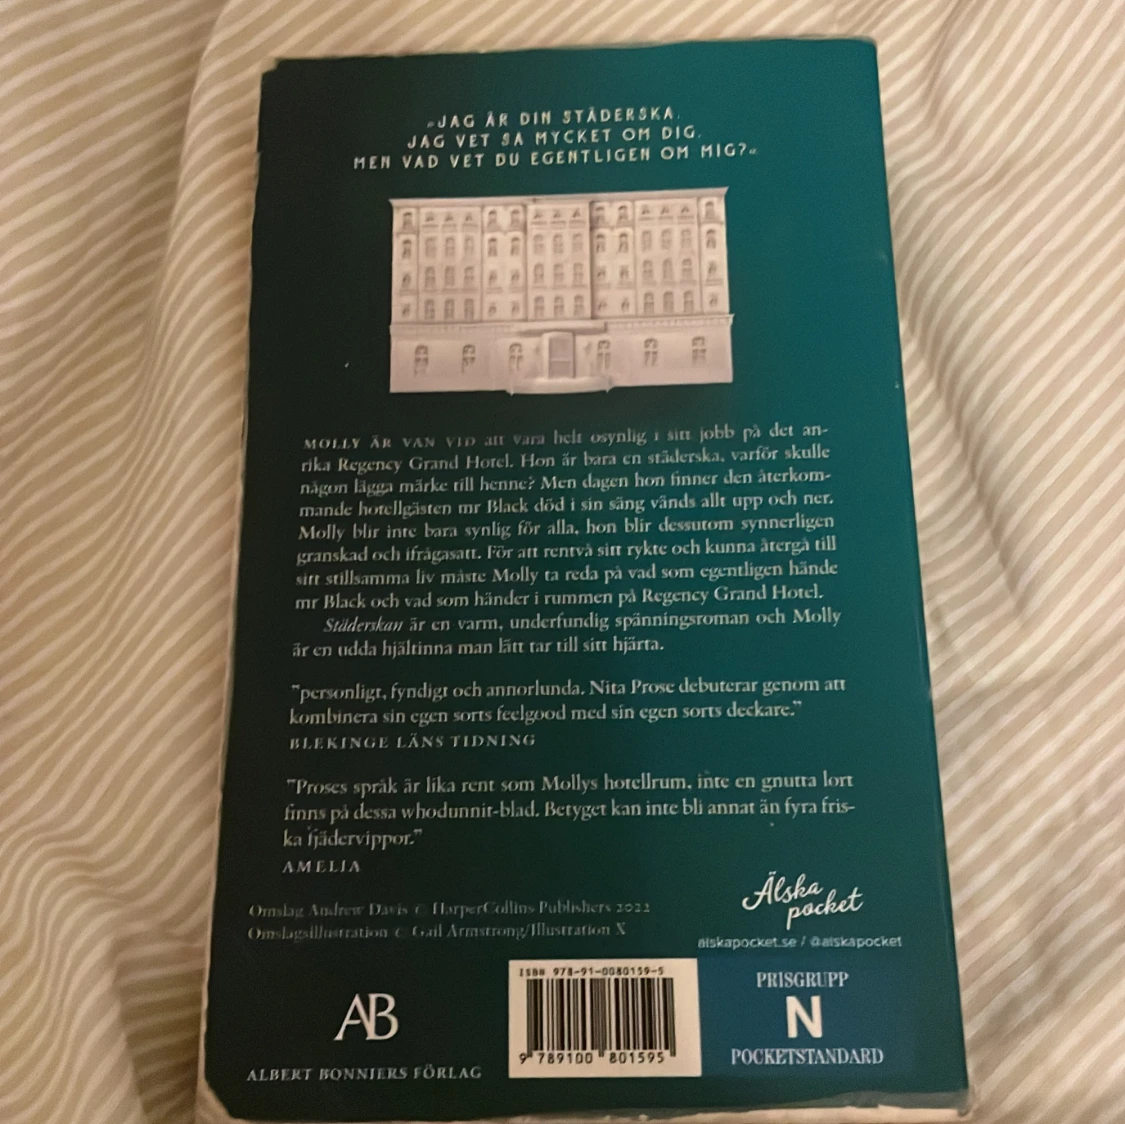 »JAG ÄR DIN STÄDERSKA.
JAG VET SÅ MYCKET OM DIG.
MEN VAD VET DU EGENTLIGEN OM MIG?«
MOLLY ÄR VAN VID att vara helt osynlig i sitt jobb på det an-
rika Regency Grand Hotel. Hon är bara en städerska, varför skulle
någon lägga märke till henne? Men dagen hon finner den återkom-
mande hotellgästen mr Black död i sin säng vänds allt upp och ner.
Molly blir inte bara synlig för alla, hon blir dessutom synnerligen
granskad och ifrågasatt. För att rentvå sitt rykte och kunna återgå till
sitt stillsamma liv måste Molly ta reda på vad som egentligen hände
mr Black och vad som händer i rummen på Regency Grand Hotel.
Städerskan är en varm, underfundig spänningsroman och Molly
är en udda hjältinna man lätt tar till sitt hjärta.
"personligt, fyndigt och annorlunda. Nita Prose debuterar genom att
kombinera sin egen sorts feelgood med sin egen sorts deckare."
BLEKINGE LÄNS TIDNING
"Proses språk är lika rent som Mollys hotellrum, inte en gnutta lort
finns på dessa whodunnit-blad. Betyget kan inte bli annat än fyra fris-
ka fjädervippor."
AMELIA
Omslag Andrew Davis © HarperCollins Publishers 2022
Omslagsillustration © Gail Armstrong/Illustration X
Älska
pocket
alskapocket.se / @alskapocket
ISBN 978-91-0080159-5
9 789100 801595
AB
ALBERT BONNIERS FÖRLAG
PRISGRUPP
N
POCKETSTANDARD